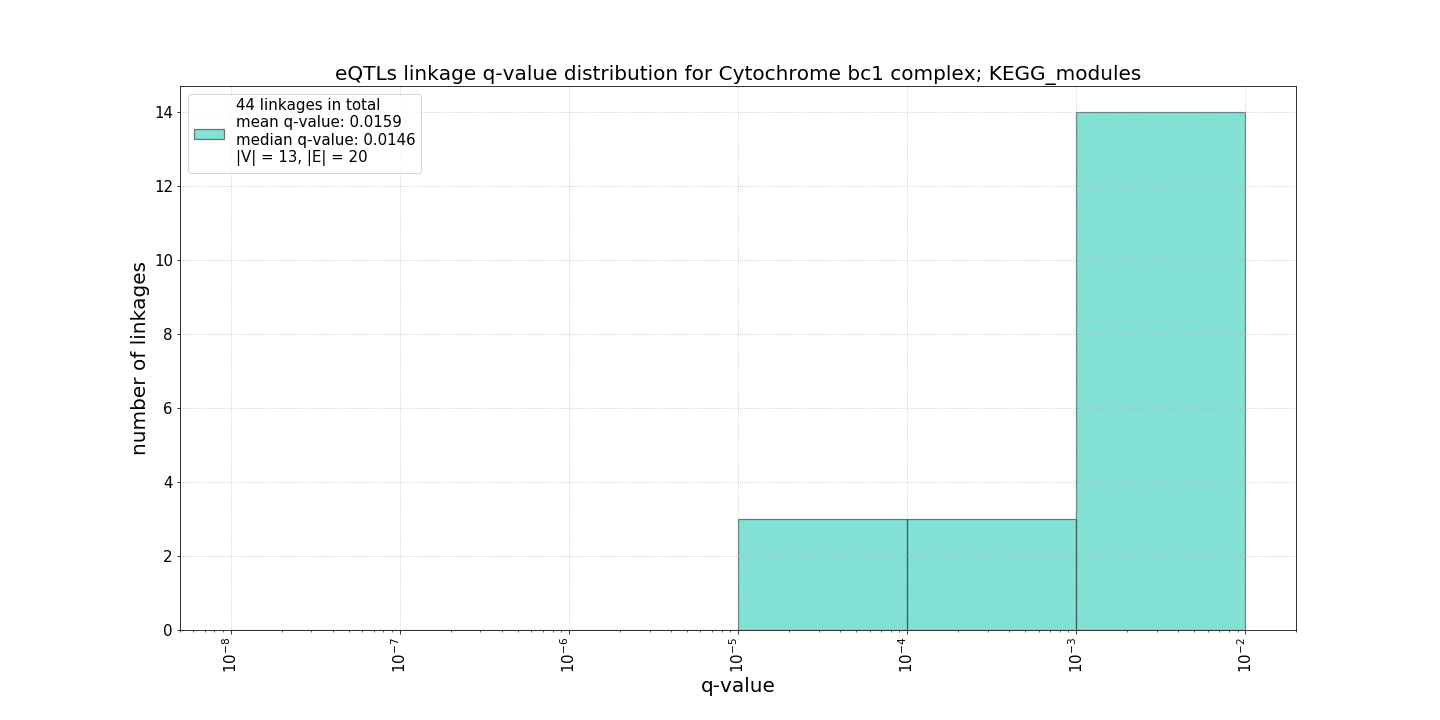 eQTLs linkage q-value distribution for Cytochrome bc1 complex; KEGG_modules
44 linkages in total
mean q-value: 0.0159
median q-value: 0.0146
|V| = 13, |E| = 20
number of linkages
14
12
10
8
6
4
2
0
10⁻⁸
10⁻⁷
10⁻⁶
10⁻⁵
10⁻⁴
10⁻³
10⁻²
q-value